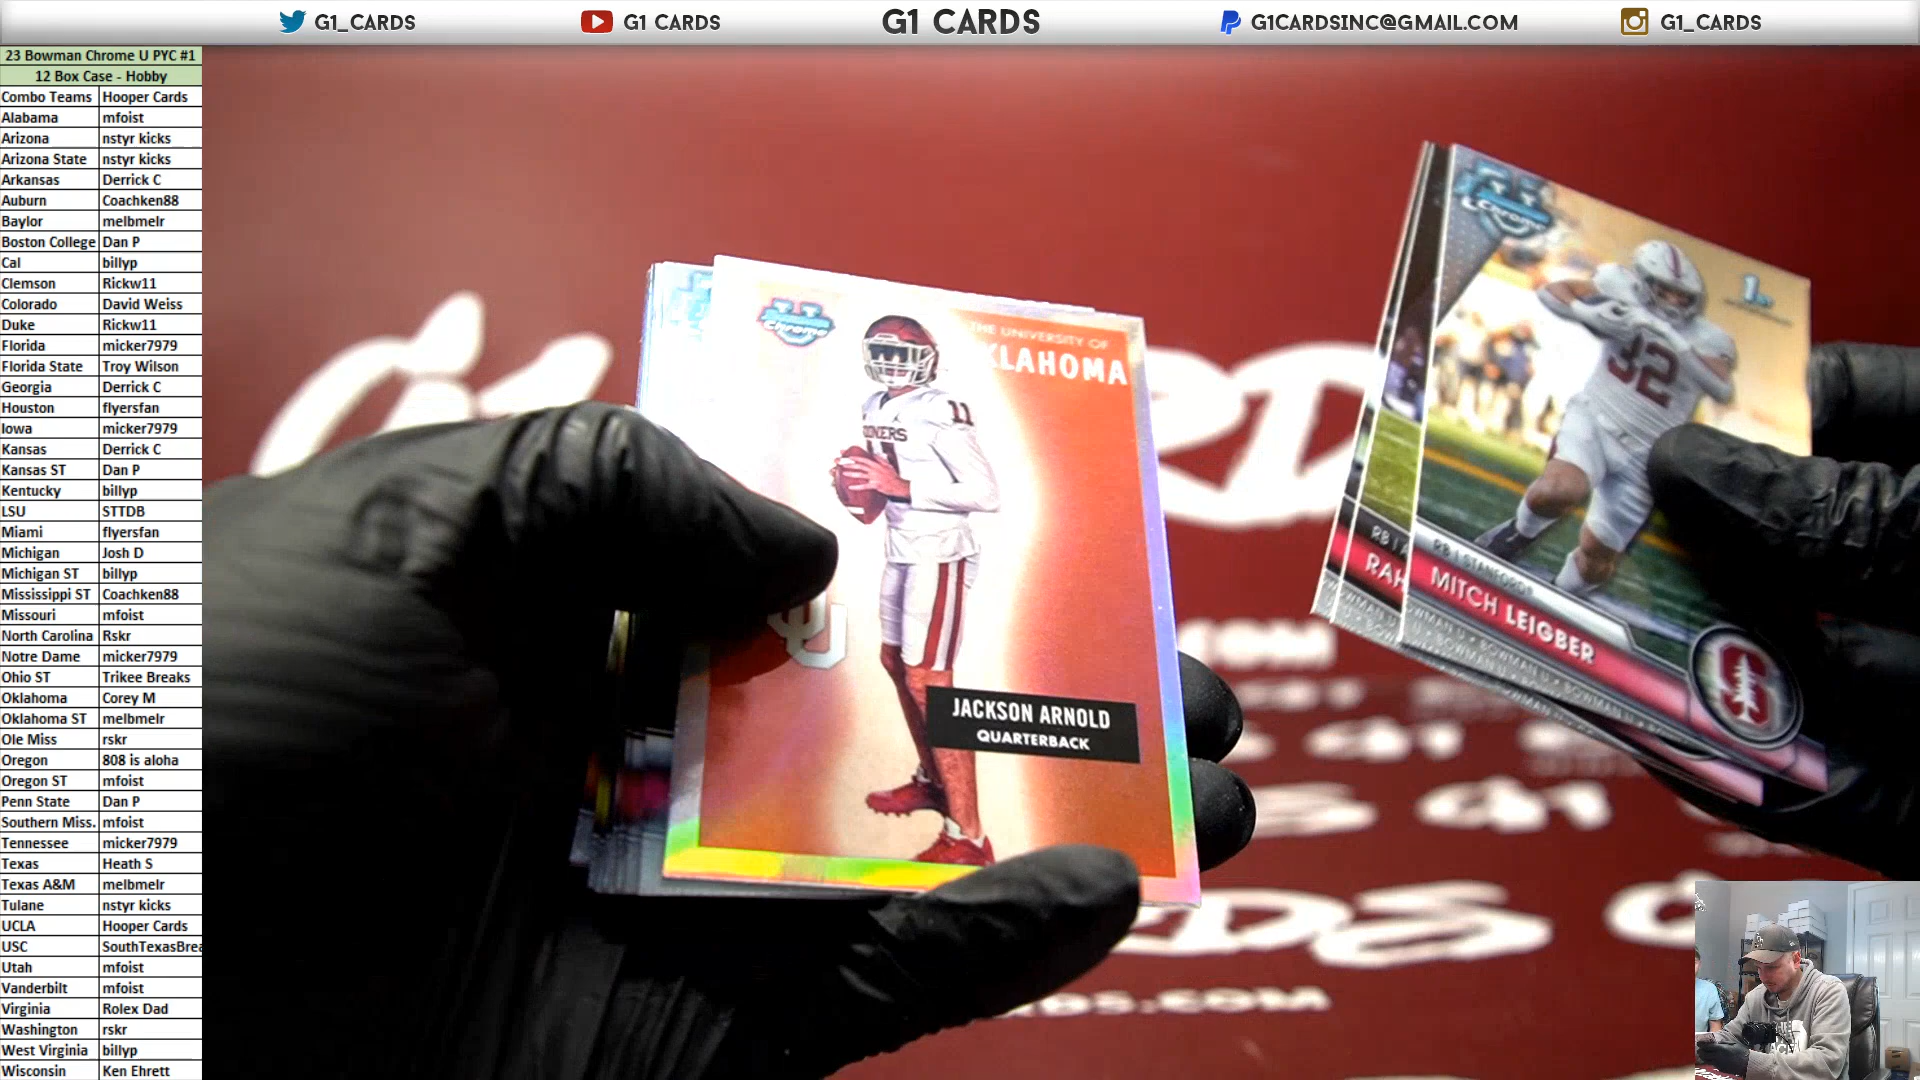 G1_CARDS
G1 CARDS
G1 CARDS
G1CARDSINC@GMAIL.COM
G1_CARDS
23 Bowman Chrome U PYC #1
12 Box Case - Hobby
Combo Teams Hooper Cards
Alabama mfoist
Arizona nstyr kicks
Arizona State nstyr kicks
Arkansas Derrick C
Auburn Coachken88
Baylor melbmelr
Boston College Dan P
Cal billyp
Clemson Rickw11
Colorado David Weiss
Duke Rickw11
Florida micker7979
Florida State Troy Wilson
Georgia Derrick C
Houston flyersfan
Iowa micker7979
Kansas Derrick C
Kansas ST Dan P
Kentucky billyp
LSU STTDB
Miami flyersfan
Michigan Josh D
Michigan ST billyp
Mississippi ST Coachken88
Missouri mfoist
North Carolina Rskr
Notre Dame micker7979
Ohio ST Trikee Breaks
Oklahoma Corey M
Oklahoma ST melbmelr
Ole Miss rskr
Oregon 808 is aloha
Oregon ST mfoist
Penn State Dan P
Southern Miss. mfoist
Tennessee micker7979
Texas Heath S
Texas A&M melbmelr
Tulane nstyr kicks
UCLA Hooper Cards
USC SouthTexasBrea
Utah mfoist
Vanderbilt mfoist
Virginia Rolex Dad
Washington rskr
West Virginia billyp
Wisconsin Ken Ehrett
Chrome
THE UNIVERSITY OF
KLAHOMA
11
OONERS
OU
JACKSON ARNOLD
QUARTERBACK
Chrome
1st
32
RB | STANFORD
MITCH LEIGBER
RB | A
RAH
S